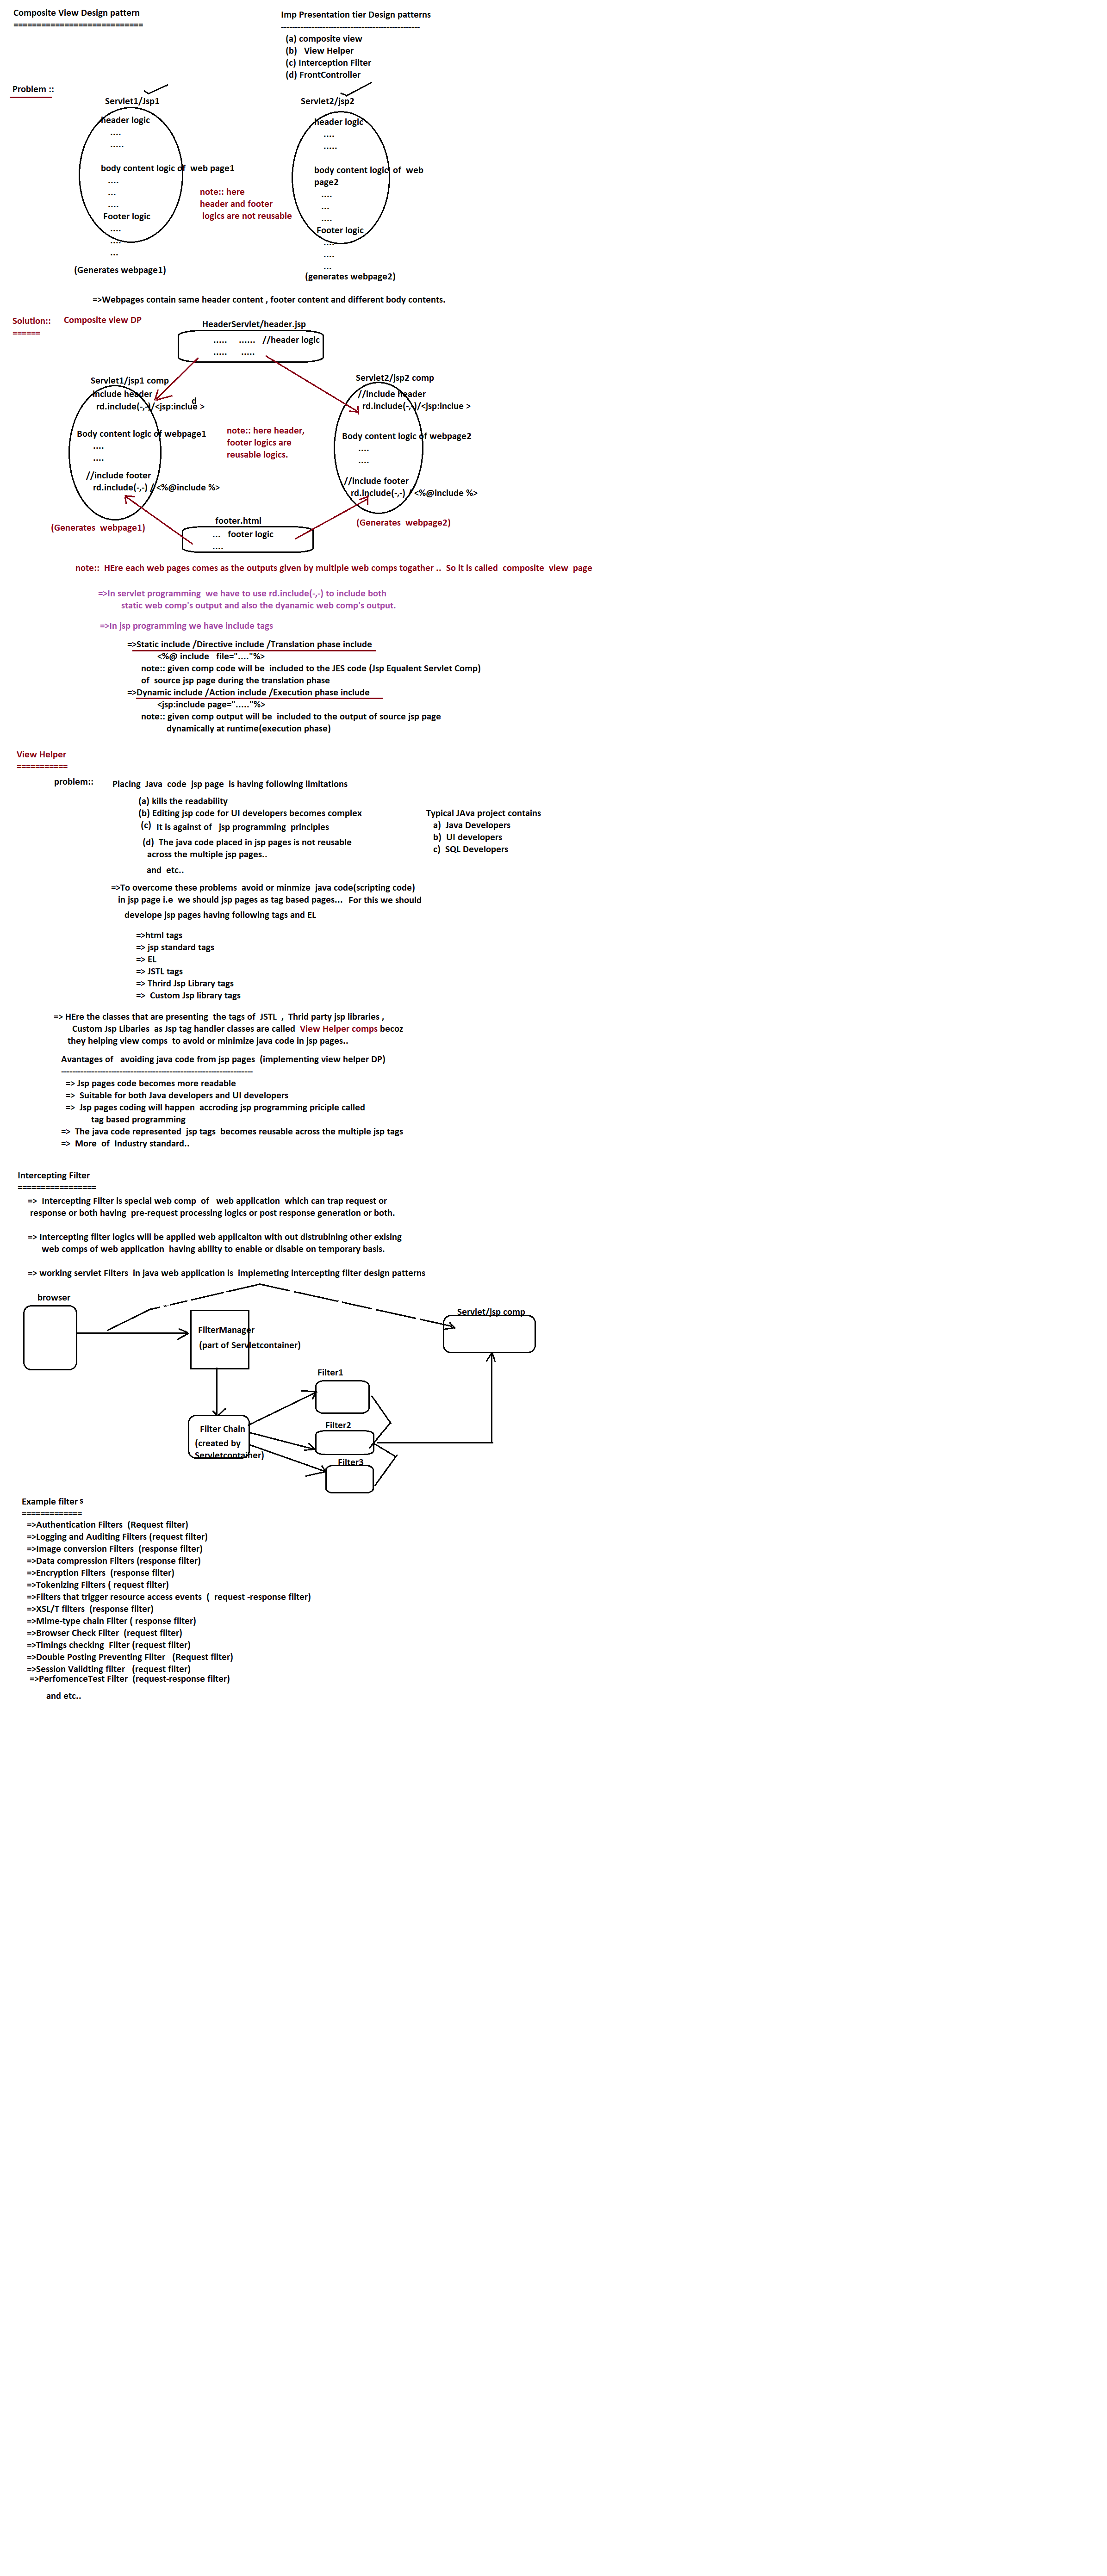 Composite View Design pattern
============================
Imp Presentation tier Design patterns
--------------------------------------------------
(a) composite view
(b) View Helper
(c) Interception Filter
(d) FrontController
Problem ::
Servlet1/Jsp1
header logic
....
.....
body content logic of web page1
....
...
....
Footer logic
....
....
...
(Generates webpage1)
note:: here
header and footer
logics are not reusable
Servlet2/jsp2
header logic
....
.....
body content logic of web
page2
....
...
....
Footer logic
....
....
...
(generates webpage2)
=>Webpages contain same header content , footer content and different body contents.
Solution:: Composite view DP
======
HeaderServlet/header.jsp
..... ...... //header logic
..... .....
Servlet1/jsp1 comp
include header
d
rd.include(-,-)/<jsp:inclue >
Body content logic of webpage1
....
....
//include footer
rd.include(-,-) / <%@include %>
(Generates webpage1)
note:: here header,
footer logics are
reusable logics.
Servlet2/jsp2 comp
//include header
rd.include(-,-)/<jsp:inclue >
Body content logic of webpage2
....
....
//include footer
rd.include(-,-) / <%@include %>
(Generates webpage2)
footer.html
... footer logic
....
note:: HEre each web pages comes as the outputs given by multiple web comps togather .. So it is called composite view page
=>In servlet programming we have to use rd.include(-,-) to include both
static web comp's output and also the dyanamic web comp's output.
=>In jsp programming we have include tags
=>Static include /Directive include /Translation phase include
<%@ include file="...."%>
note:: given comp code will be included to the JES code (Jsp Equalent Servlet Comp)
of source jsp page during the translation phase
=>Dynamic include /Action include /Execution phase include
<jsp:include page="....."%>
note:: given comp output will be included to the output of source jsp page
dynamically at runtime(execution phase)
View Helper
===========
problem:: Placing Java code jsp page is having following limitations
(a) kills the readability
(b) Editing jsp code for UI developers becomes complex
(c) It is against of jsp programming principles
(d) The java code placed in jsp pages is not reusable
across the multiple jsp pages..
and etc..
Typical JAva project contains
a) Java Developers
b) UI developers
c) SQL Developers
=>To overcome these problems avoid or minmize java code(scripting code)
in jsp page i.e we should jsp pages as tag based pages... For this we should
develope jsp pages having following tags and EL
=>html tags
=> jsp standard tags
=> EL
=> JSTL tags
=> Thrird Jsp Library tags
=> Custom Jsp library tags
=> HEre the classes that are presenting the tags of JSTL , Thrid party jsp libraries ,
Custom Jsp Libaries as Jsp tag handler classes are called View Helper comps becoz
they helping view comps to avoid or minimize java code in jsp pages..
Avantages of avoiding java code from jsp pages (implementing view helper DP)
---------------------------------------------------------------------
=> Jsp pages code becomes more readable
=> Suitable for both Java developers and UI developers
=> Jsp pages coding will happen accroding jsp programming priciple called
tag based programming
=> The java code represented jsp tags becomes reusable across the multiple jsp tags
=> More of Industry standard..
Intercepting Filter
=================
=> Intercepting Filter is special web comp of web application which can trap request or
response or both having pre-request processing logics or post response generation or both.
=> Intercepting filter logics will be applied web applicaiton with out distrubining other exising
web comps of web application having ability to enable or disable on temporary basis.
=> working servlet Filters in java web application is implemeting intercepting filter design patterns
browser
FilterManager
(part of Servletcontainer)
Servlet/jsp comp
Filter1
Filter Chain
(created by
Servletcontainer)
Filter2
Filter3
Example filters
=============
=>Authentication Filters (Request filter)
=>Logging and Auditing Filters (request filter)
=>Image conversion Filters (response filter)
=>Data compression Filters (response filter)
=>Encryption Filters (response filter)
=>Tokenizing Filters ( request filter)
=>Filters that trigger resource access events ( request -response filter)
=>XSL/T filters (response filter)
=>Mime-type chain Filter ( response filter)
=>Browser Check Filter (request filter)
=>Timings checking Filter (request filter)
=>Double Posting Preventing Filter (Request filter)
=>Session Validting filter (request filter)
=>PerfomenceTest Filter (request-response filter)
and etc..